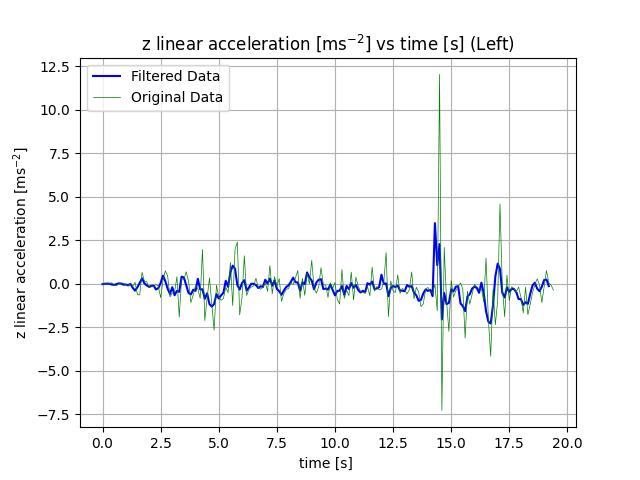 z linear acceleration [ms⁻²] vs time [s] (Left)
Filtered Data
Original Data
12.5
10.0
7.5
5.0
2.5
0.0
−2.5
−5.0
−7.5
z linear acceleration [ms⁻²]
0.0 2.5 5.0 7.5 10.0 12.5 15.0 17.5 20.0
time [s]